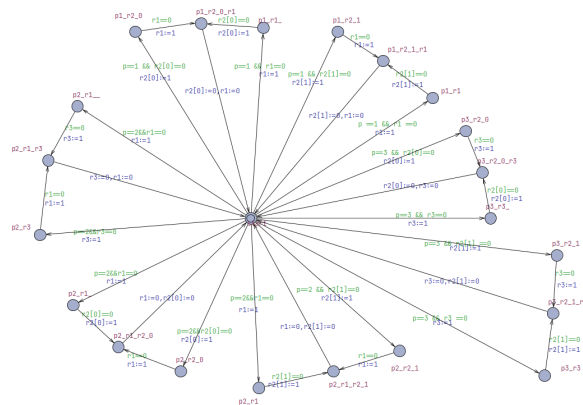 p1_r2_0
p1_r2_0_r1
p1_r1_
p1_r2_1
r1==0
r1:=1
r2[0]==0
r2[0]:=1
r1==0
r1:=1
p1_r2_1_r1
p==1 && r2[0]==0
r2[0]:=1
p==1 && r1==0
r1:=1
p==1 && r2[1]==0
r2[1]:=1
r2[1]==0
r2[1]:=1
p1_r1
p2_r1__
r2[0]:=0,r1:=0
r2[1]:=0,r1:=0
p ==1 && r1 ==0
r1:=1
p3_r2_0
r3==0
r3:=1
p==2&&r1==0
r1:=1
r3==0
r3:=1
p2_r1_r3
p==3 && r2[0]==0
r2[0]:=1
p3_r2_0_r3
r3:=0,r1:=0
r2[0]:=0,r3:=0
r2[0]==0
r2[0]:=1
r1==0
r1:=1
p3_r3_
p==3 && r3==0
r3:=1
p2_r3
p==2&&r3==0
r3:=1
p==3 && r2[1] ==0
r2[1]:=1
p3_r2_1
p==2&&r1==0
r1:=1
r3:=0,r2[1]:=0
r3==0
r3:=1
p2_r1
r1:=0,r2[0]:=0
p==2 && r2[1]==0
r2[1]:=1
r1:=1
r2[0]==0
r2[0]:=1
p==3 && r3 ==0
r3:=1
p==2&&r2[0]==0
r2[0]:=1
r1:=0,r2[1]:=0
p2_r1_r2_0
r1==0
r1:=1
p2_r2_0
r1==0
r1:=1
p2_r2_1
r2[1]==0
r2[1]:=1
p3_r3
r2[1]==0
r2[1]:=1
p2_r1_r2_1
p2_r1